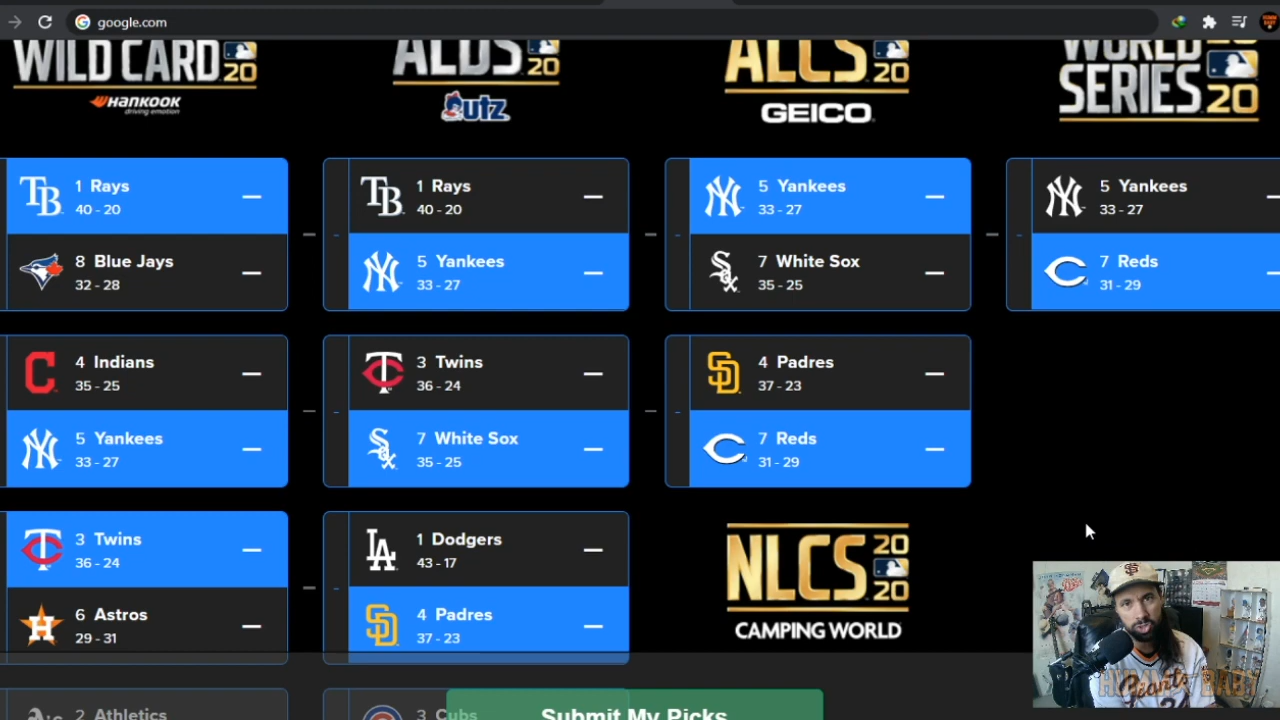 google.com
WILD CARD 20
HANKOOK
driving emotion
ALDS 20
utz
ALCS 20
GEICO
WORLD
SERIES 20
1 Rays
40 - 20
8 Blue Jays
32 - 28
1 Rays
40 - 20
5 Yankees
33 - 27
5 Yankees
33 - 27
7 White Sox
35 - 25
5 Yankees
33 - 27
7 Reds
31 - 29
4 Indians
35 - 25
5 Yankees
33 - 27
3 Twins
36 - 24
7 White Sox
35 - 25
4 Padres
37 - 23
7 Reds
31 - 29
3 Twins
36 - 24
6 Astros
29 - 31
1 Dodgers
43 - 17
4 Padres
37 - 23
NLCS 20 20
CAMPING WORLD
2 Athletics
3 Cubs
Submit My Picks
Giants
24
HUMM BABY